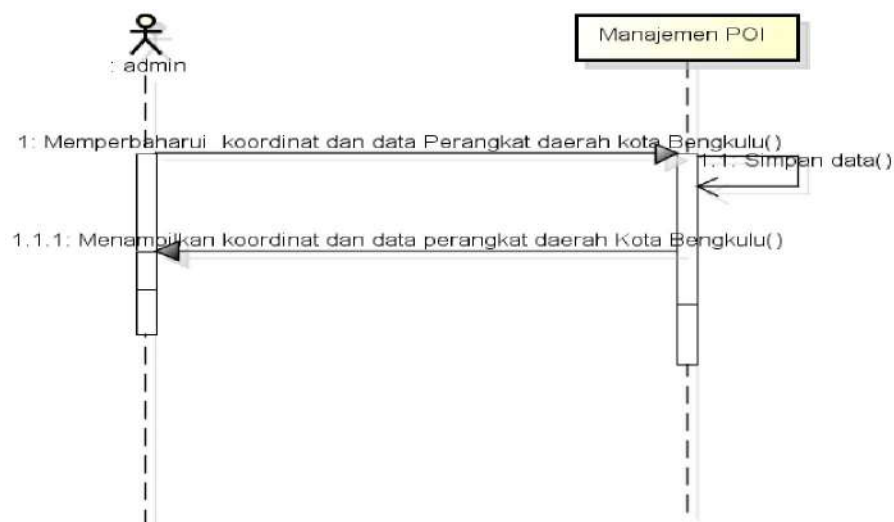 Manajemen POI
: admin
1: Memperbaharui koordinat dan data Perangkat daerah kota Bengkulu()
1.1: Simpan data()
1.1.1: Menampilkan koordinat dan data perangkat daerah Kota Bengkulu()